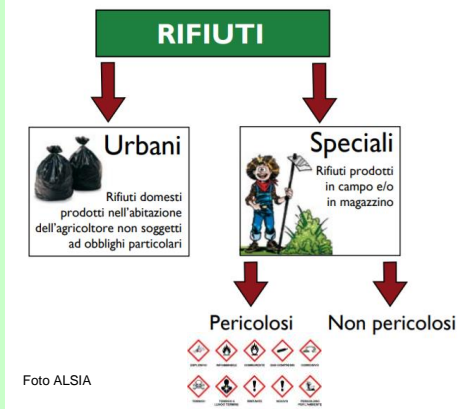 RIFIUTI
Urbani
Rifiuti domesti
prodotti nell'abitazione
dell'agricoltore non soggetti
ad obblighi particolari
Speciali
Rifiuti prodotti
in campo e/o
in magazzino
Pericolosi
Non pericolosi
Foto ALSIA